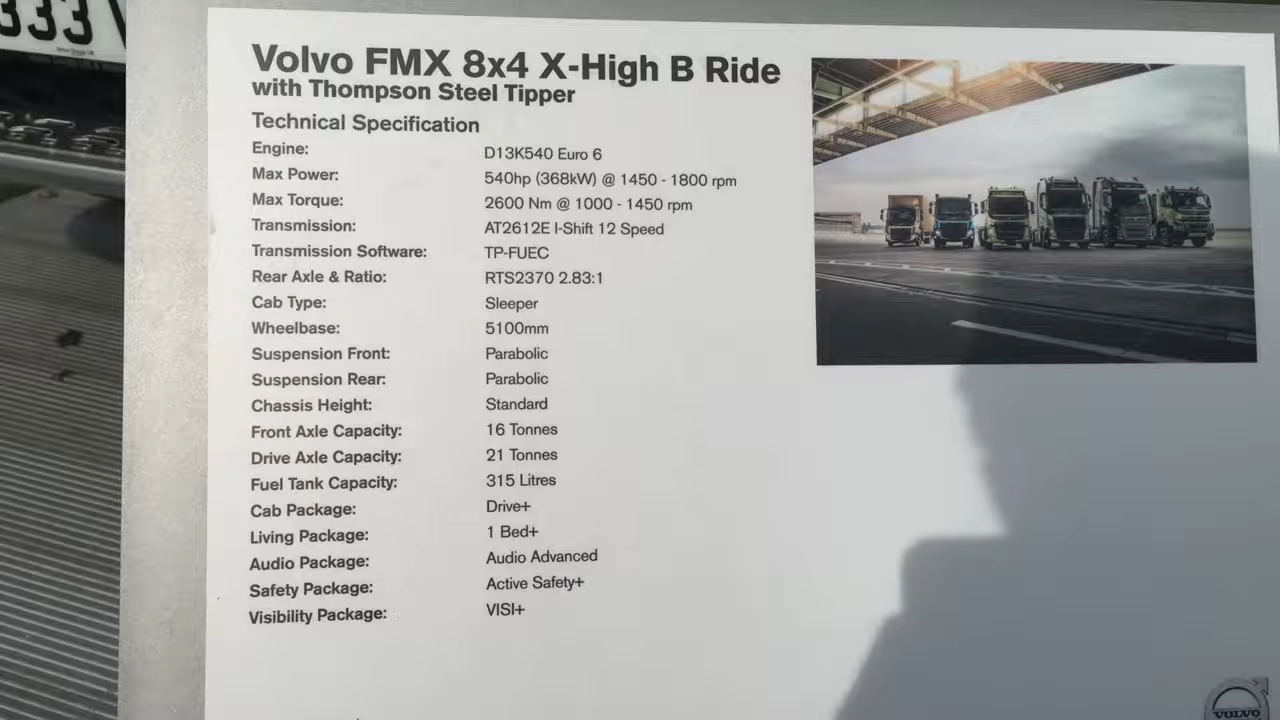 333
Volvo FMX 8x4 X-High B Ride
with Thompson Steel Tipper
Technical Specification
Engine: D13K540 Euro 6
Max Power: 540hp (368kW) @ 1450 - 1800 rpm
Max Torque: 2600 Nm @ 1000 - 1450 rpm
Transmission: AT2612E I-Shift 12 Speed
Transmission Software: TP-FUEC
Rear Axle & Ratio: RTS2370 2.83:1
Cab Type: Sleeper
Wheelbase: 5100mm
Suspension Front: Parabolic
Suspension Rear: Parabolic
Chassis Height: Standard
Front Axle Capacity: 16 Tonnes
Drive Axle Capacity: 21 Tonnes
Fuel Tank Capacity: 315 Litres
Cab Package: Drive+
Living Package: 1 Bed+
Audio Package: Audio Advanced
Safety Package: Active Safety+
Visibility Package: VISI+
VOLVO